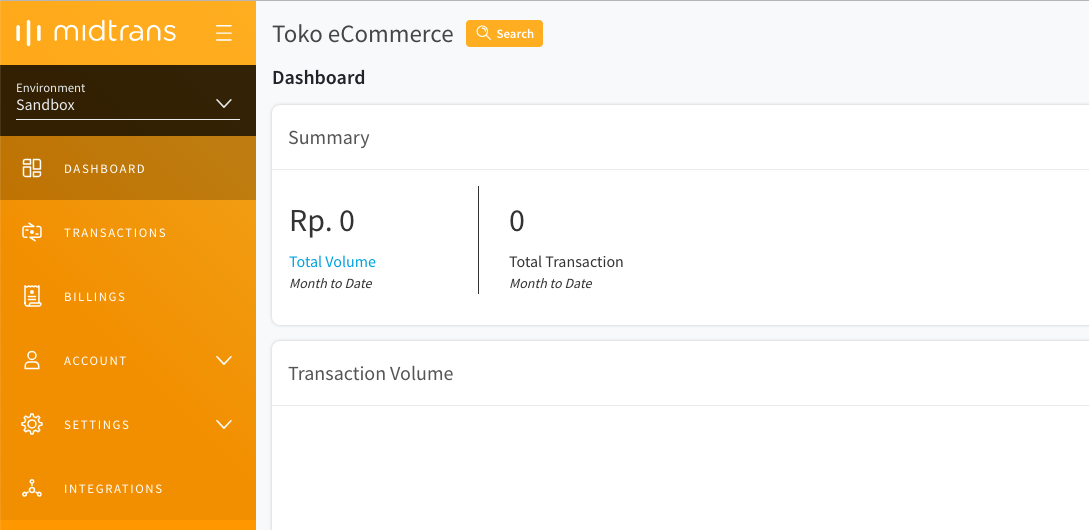 midtrans
Environment
Sandbox
DASHBOARD
TRANSACTIONS
BILLINGS
ACCOUNT
SETTINGS
INTEGRATIONS
Toko eCommerce
Search
Dashboard
Summary
Rp. 0
Total Volume
Month to Date
0
Total Transaction
Month to Date
Transaction Volume